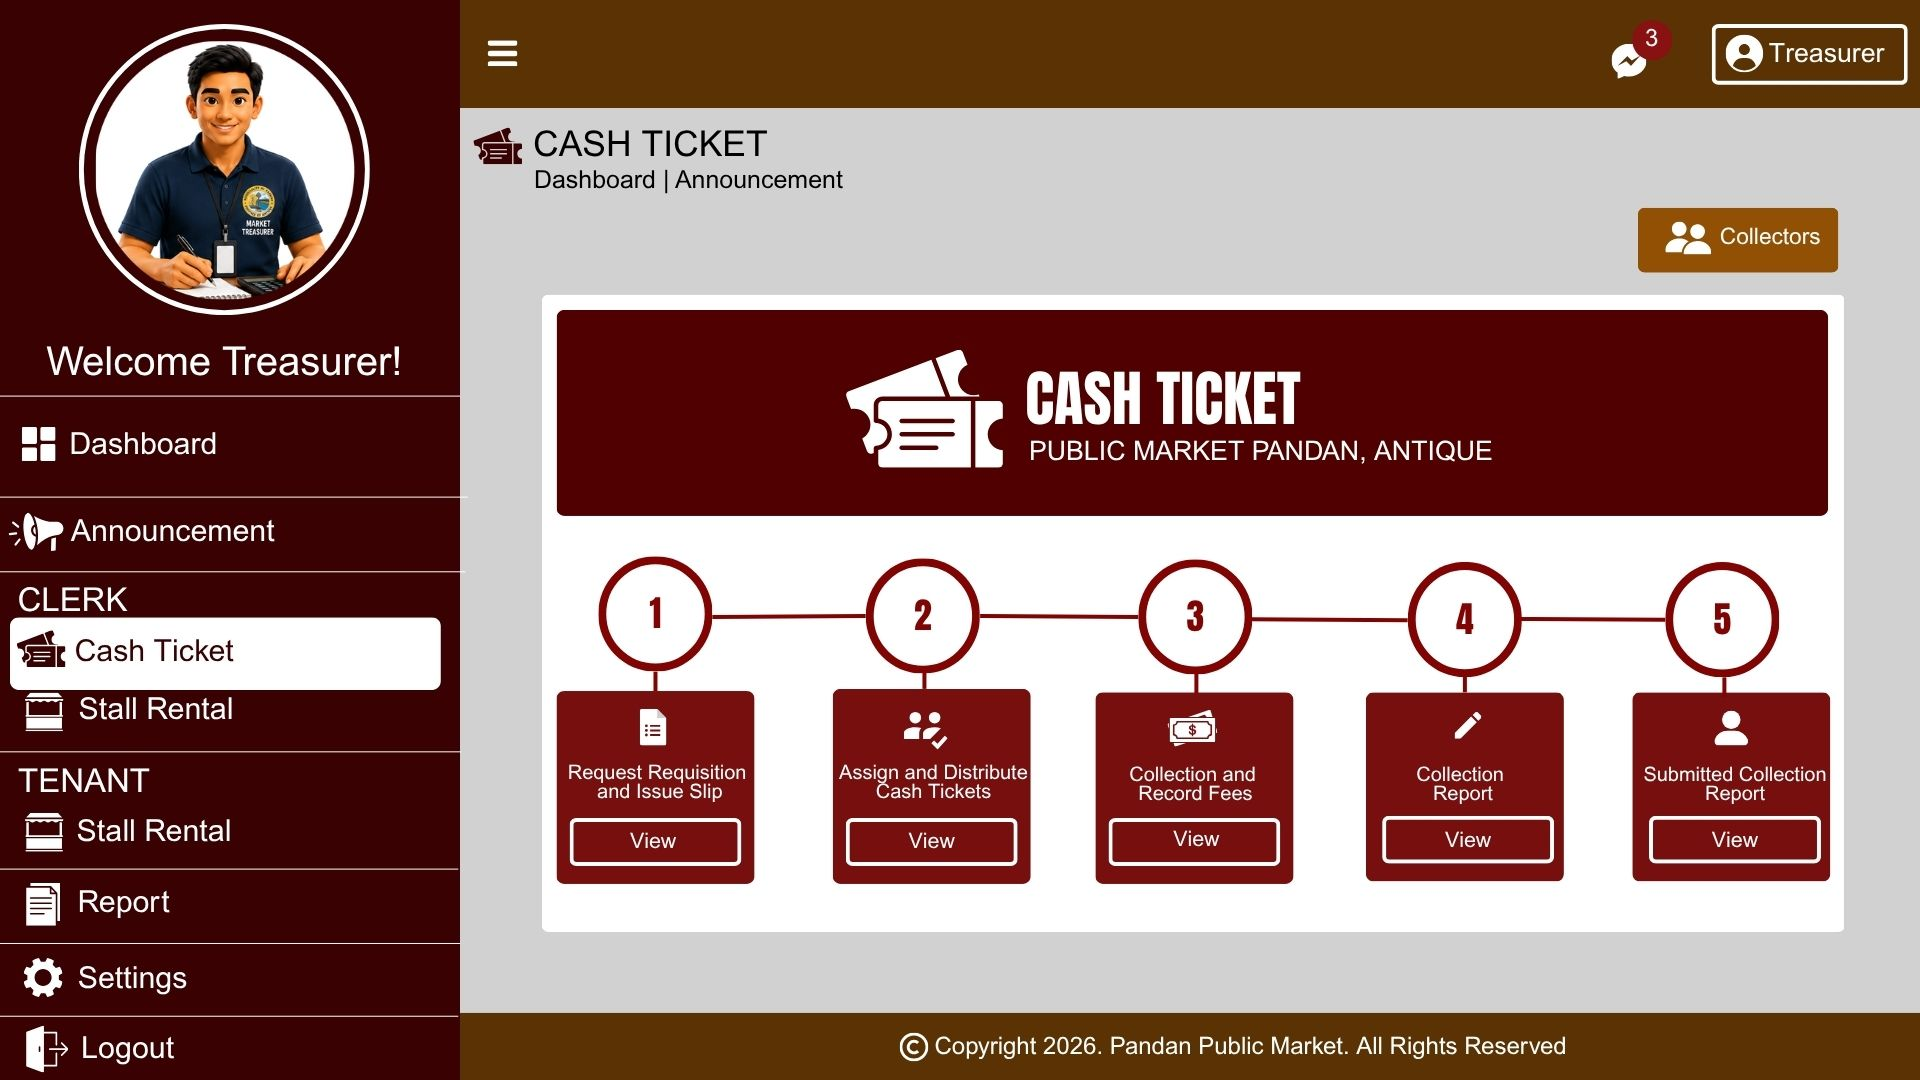 3
Treasurer
CASH TICKET
Dashboard | Announcement
Collectors
MARKET
TREASURER
Welcome Treasurer!
Dashboard
Announcement
CLERK
Cash Ticket
Stall Rental
TENANT
Stall Rental
Report
Settings
Logout
CASH TICKET
PUBLIC MARKET PANDAN, ANTIQUE
1
2
3
4
5
Request Requisition
and Issue Slip
View
Assign and Distribute
Cash Tickets
View
$
Collection and
Record Fees
View
Collection
Report
View
Submitted Collection
Report
View
© Copyright 2026. Pandan Public Market. All Rights Reserved